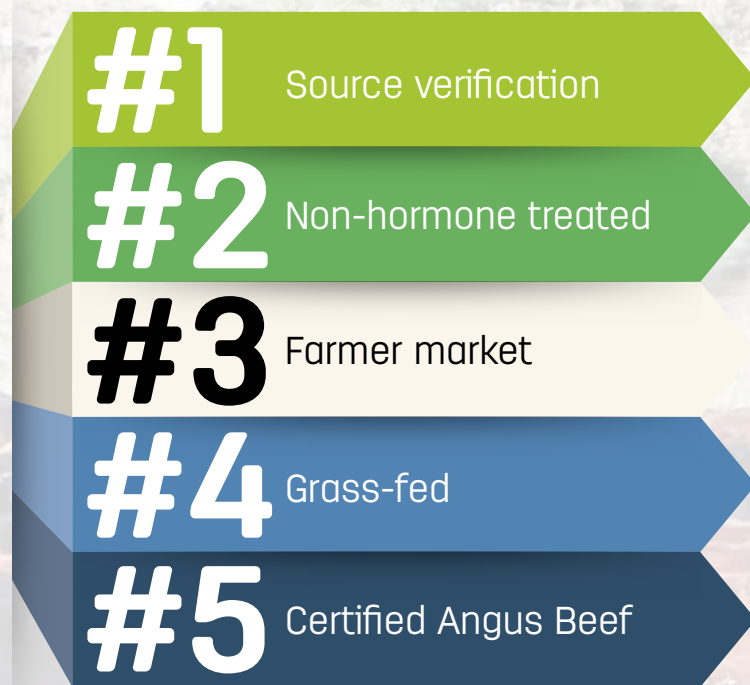 #1 Source verification
#2 Non-hormone treated
#3 Farmer market
#4 Grass-fed
#5 Certified Angus Beef